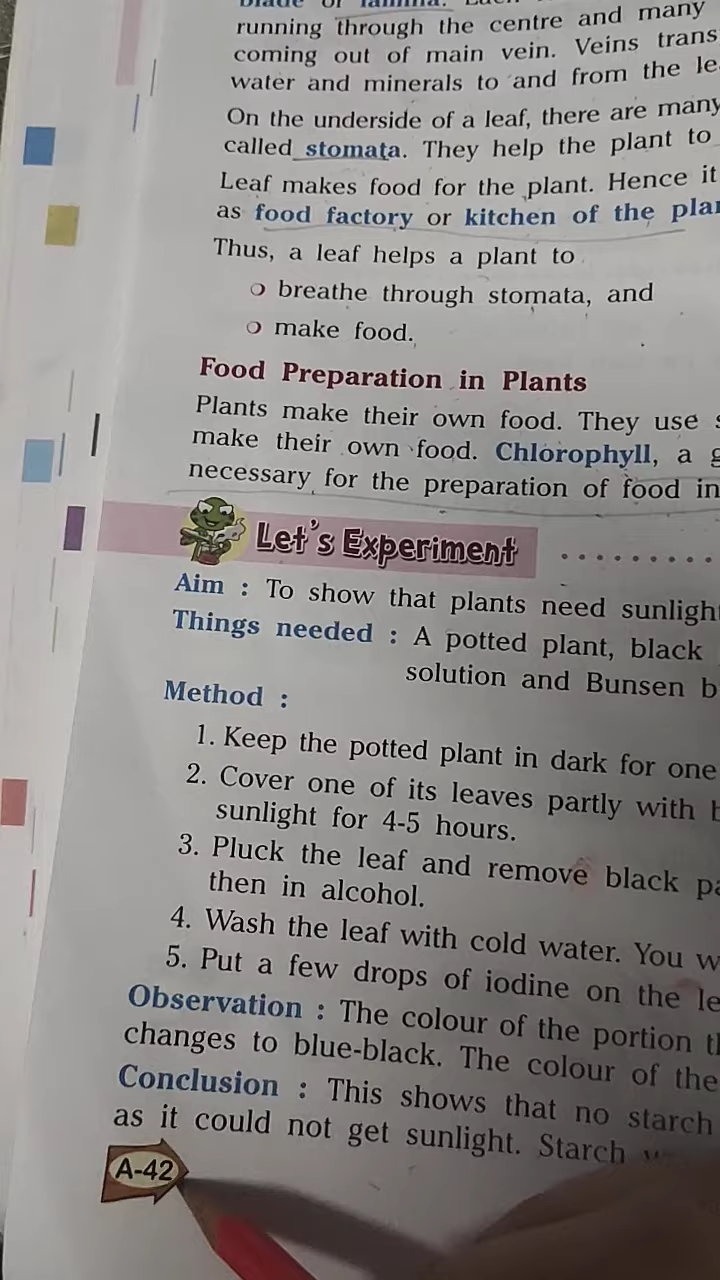 running through the centre and many
coming out of main vein. Veins trans
water and minerals to and from the le
On the underside of a leaf, there are many
called stomata. They help the plant to
Leaf makes food for the plant. Hence it
as food factory or kitchen of the plan
Thus, a leaf helps a plant to
breathe through stomata, and
make food.
Food Preparation in Plants
Plants make their own food. They use s
make their own food. Chlorophyll, a g
necessary for the preparation of food in
Let's Experiment
Aim : To show that plants need sunlight
Things needed : A potted plant, black
solution and Bunsen b
Method :
1. Keep the potted plant in dark for one
2. Cover one of its leaves partly with b
sunlight for 4-5 hours.
3. Pluck the leaf and remove black pa
then in alcohol.
4. Wash the leaf with cold water. You w
5. Put a few drops of iodine on the le
Observation : The colour of the portion th
changes to blue-black. The colour of the
Conclusion : This shows that no starch
as it could not get sunlight. Starch
A-42